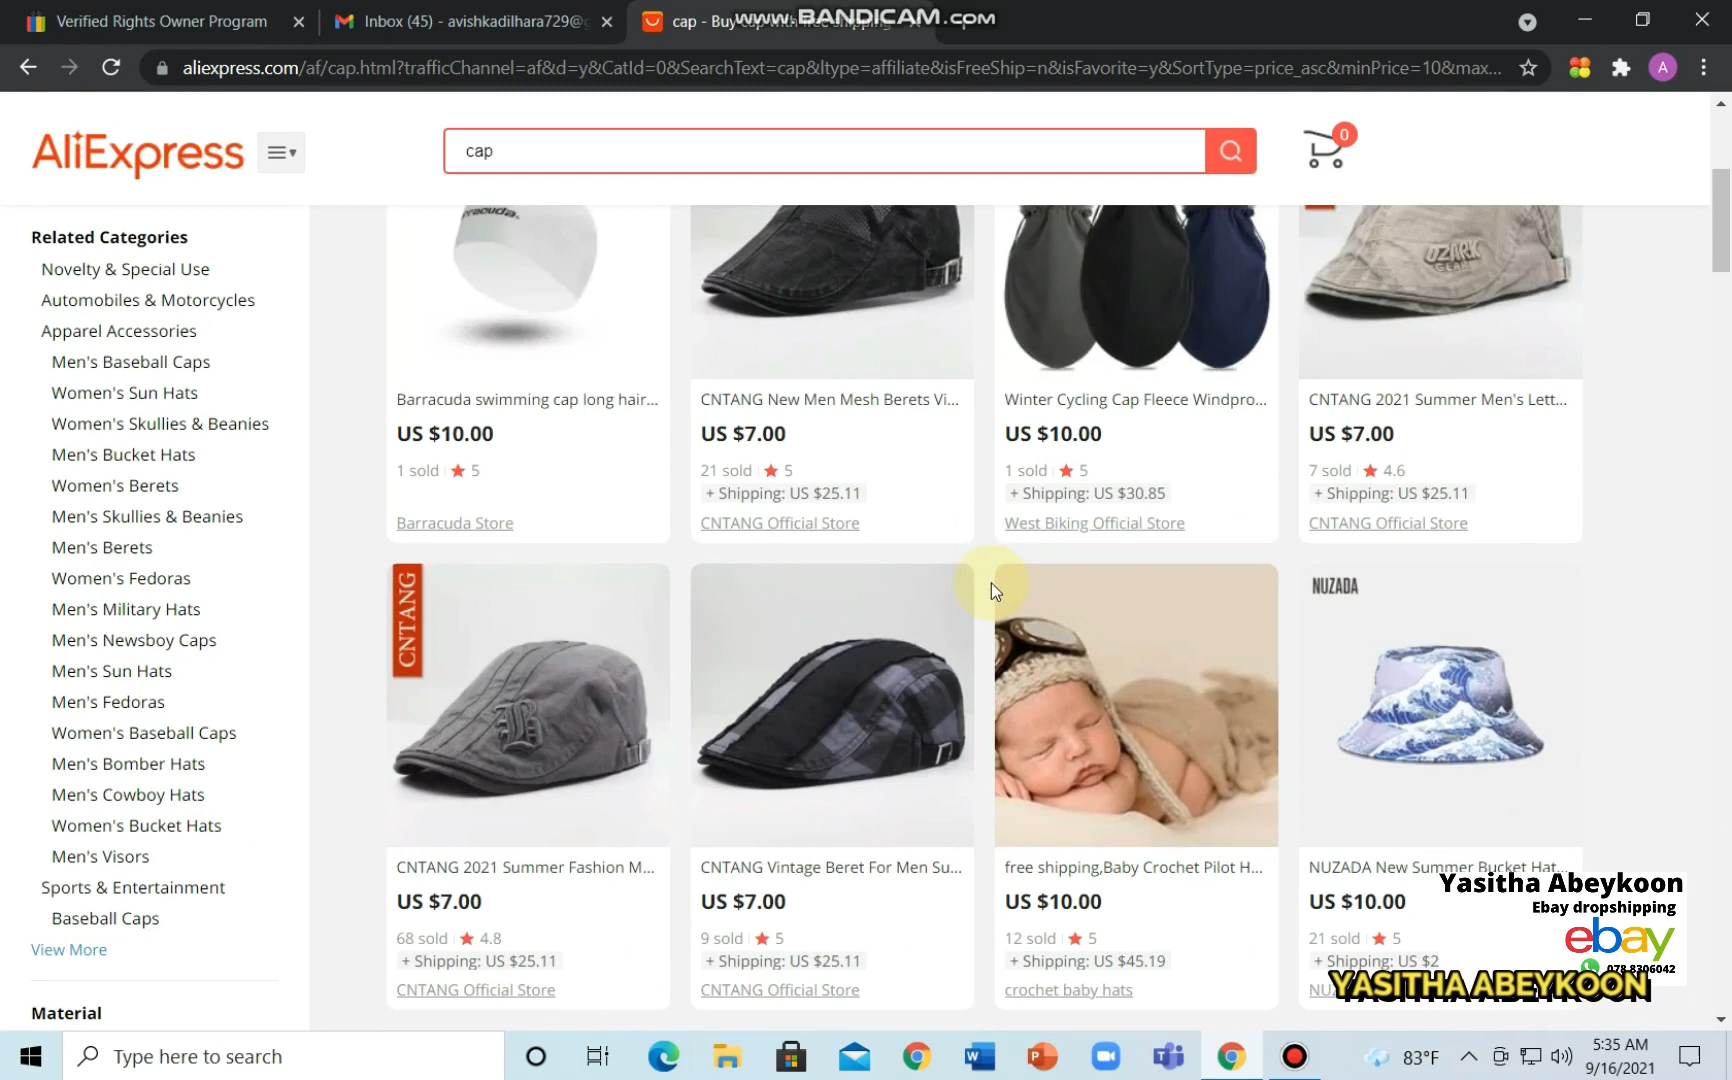 Verified Rights Owner Program
Inbox (45) - avishkadilhara729@
cap - Buy cap with free shipping
www.BANDICAM.com
aliexpress.com/af/cap.html?trafficChannel=af&d=y&CatId=0&SearchText=cap&ltype=affiliate&isFreeShip=n&isFavorite=y&SortType=price_asc&minPrice=10&max...
A
AliExpress
cap
0
Related Categories
Novelty & Special Use
Automobiles & Motorcycles
Apparel Accessories
Men's Baseball Caps
Women's Sun Hats
Women's Skullies & Beanies
Men's Bucket Hats
Women's Berets
Men's Skullies & Beanies
Men's Berets
Women's Fedoras
Men's Military Hats
Men's Newsboy Caps
Men's Sun Hats
Men's Fedoras
Women's Baseball Caps
Men's Bomber Hats
Men's Cowboy Hats
Women's Bucket Hats
Men's Visors
Sports & Entertainment
Baseball Caps
View More
Material
OZARK
GEAR
Barracuda swimming cap long hair...
US $10.00
1 sold 5
Barracuda Store
CNTANG New Men Mesh Berets Vi...
US $7.00
21 sold 5
+ Shipping: US $25.11
CNTANG Official Store
Winter Cycling Cap Fleece Windpro...
US $10.00
1 sold 5
+ Shipping: US $30.85
West Biking Official Store
CNTANG 2021 Summer Men's Lett...
US $7.00
7 sold 4.6
+ Shipping: US $25.11
CNTANG Official Store
CNTANG
B
CNTANG 2021 Summer Fashion M...
US $7.00
68 sold 4.8
+ Shipping: US $25.11
CNTANG Official Store
CNTANG Vintage Beret For Men Su...
US $7.00
9 sold 5
+ Shipping: US $25.11
CNTANG Official Store
free shipping,Baby Crochet Pilot H...
US $10.00
12 sold 5
+ Shipping: US $45.19
crochet baby hats
NUZADA
NUZADA New Summer Bucket Hat...
US $10.00
21 sold 5
+ Shipping: US $2
Yasitha Abeykoon
Ebay dropshipping
ebay
078 8306042
YASITHA ABEYKOON
Type here to search
83°F
5:35 AM
9/16/2021